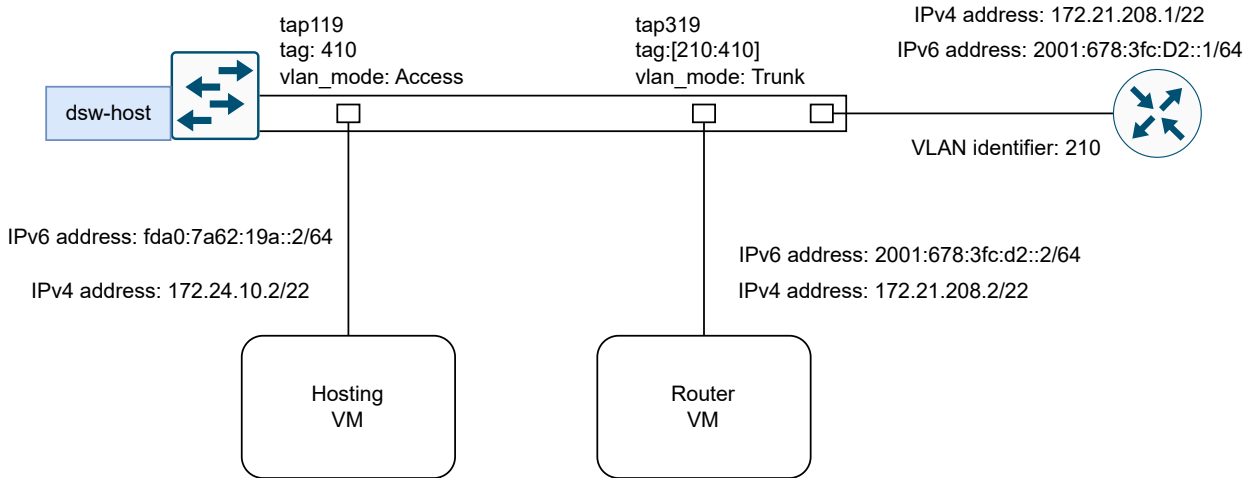 IPv4 address: 172.21.208.1/22
IPv6 address: 2001:678:3fc:D2::1/64
tap119
tag: 410
vlan_mode: Access
tap319
tag:[210:410]
vlan_mode: Trunk
dsw-host
VLAN identifier: 210
IPv6 address: fda0:7a62:19a::2/64
IPv4 address: 172.24.10.2/22
IPv6 address: 2001:678:3fc:d2::2/64
IPv4 address: 172.21.208.2/22
Hosting
VM
Router
VM